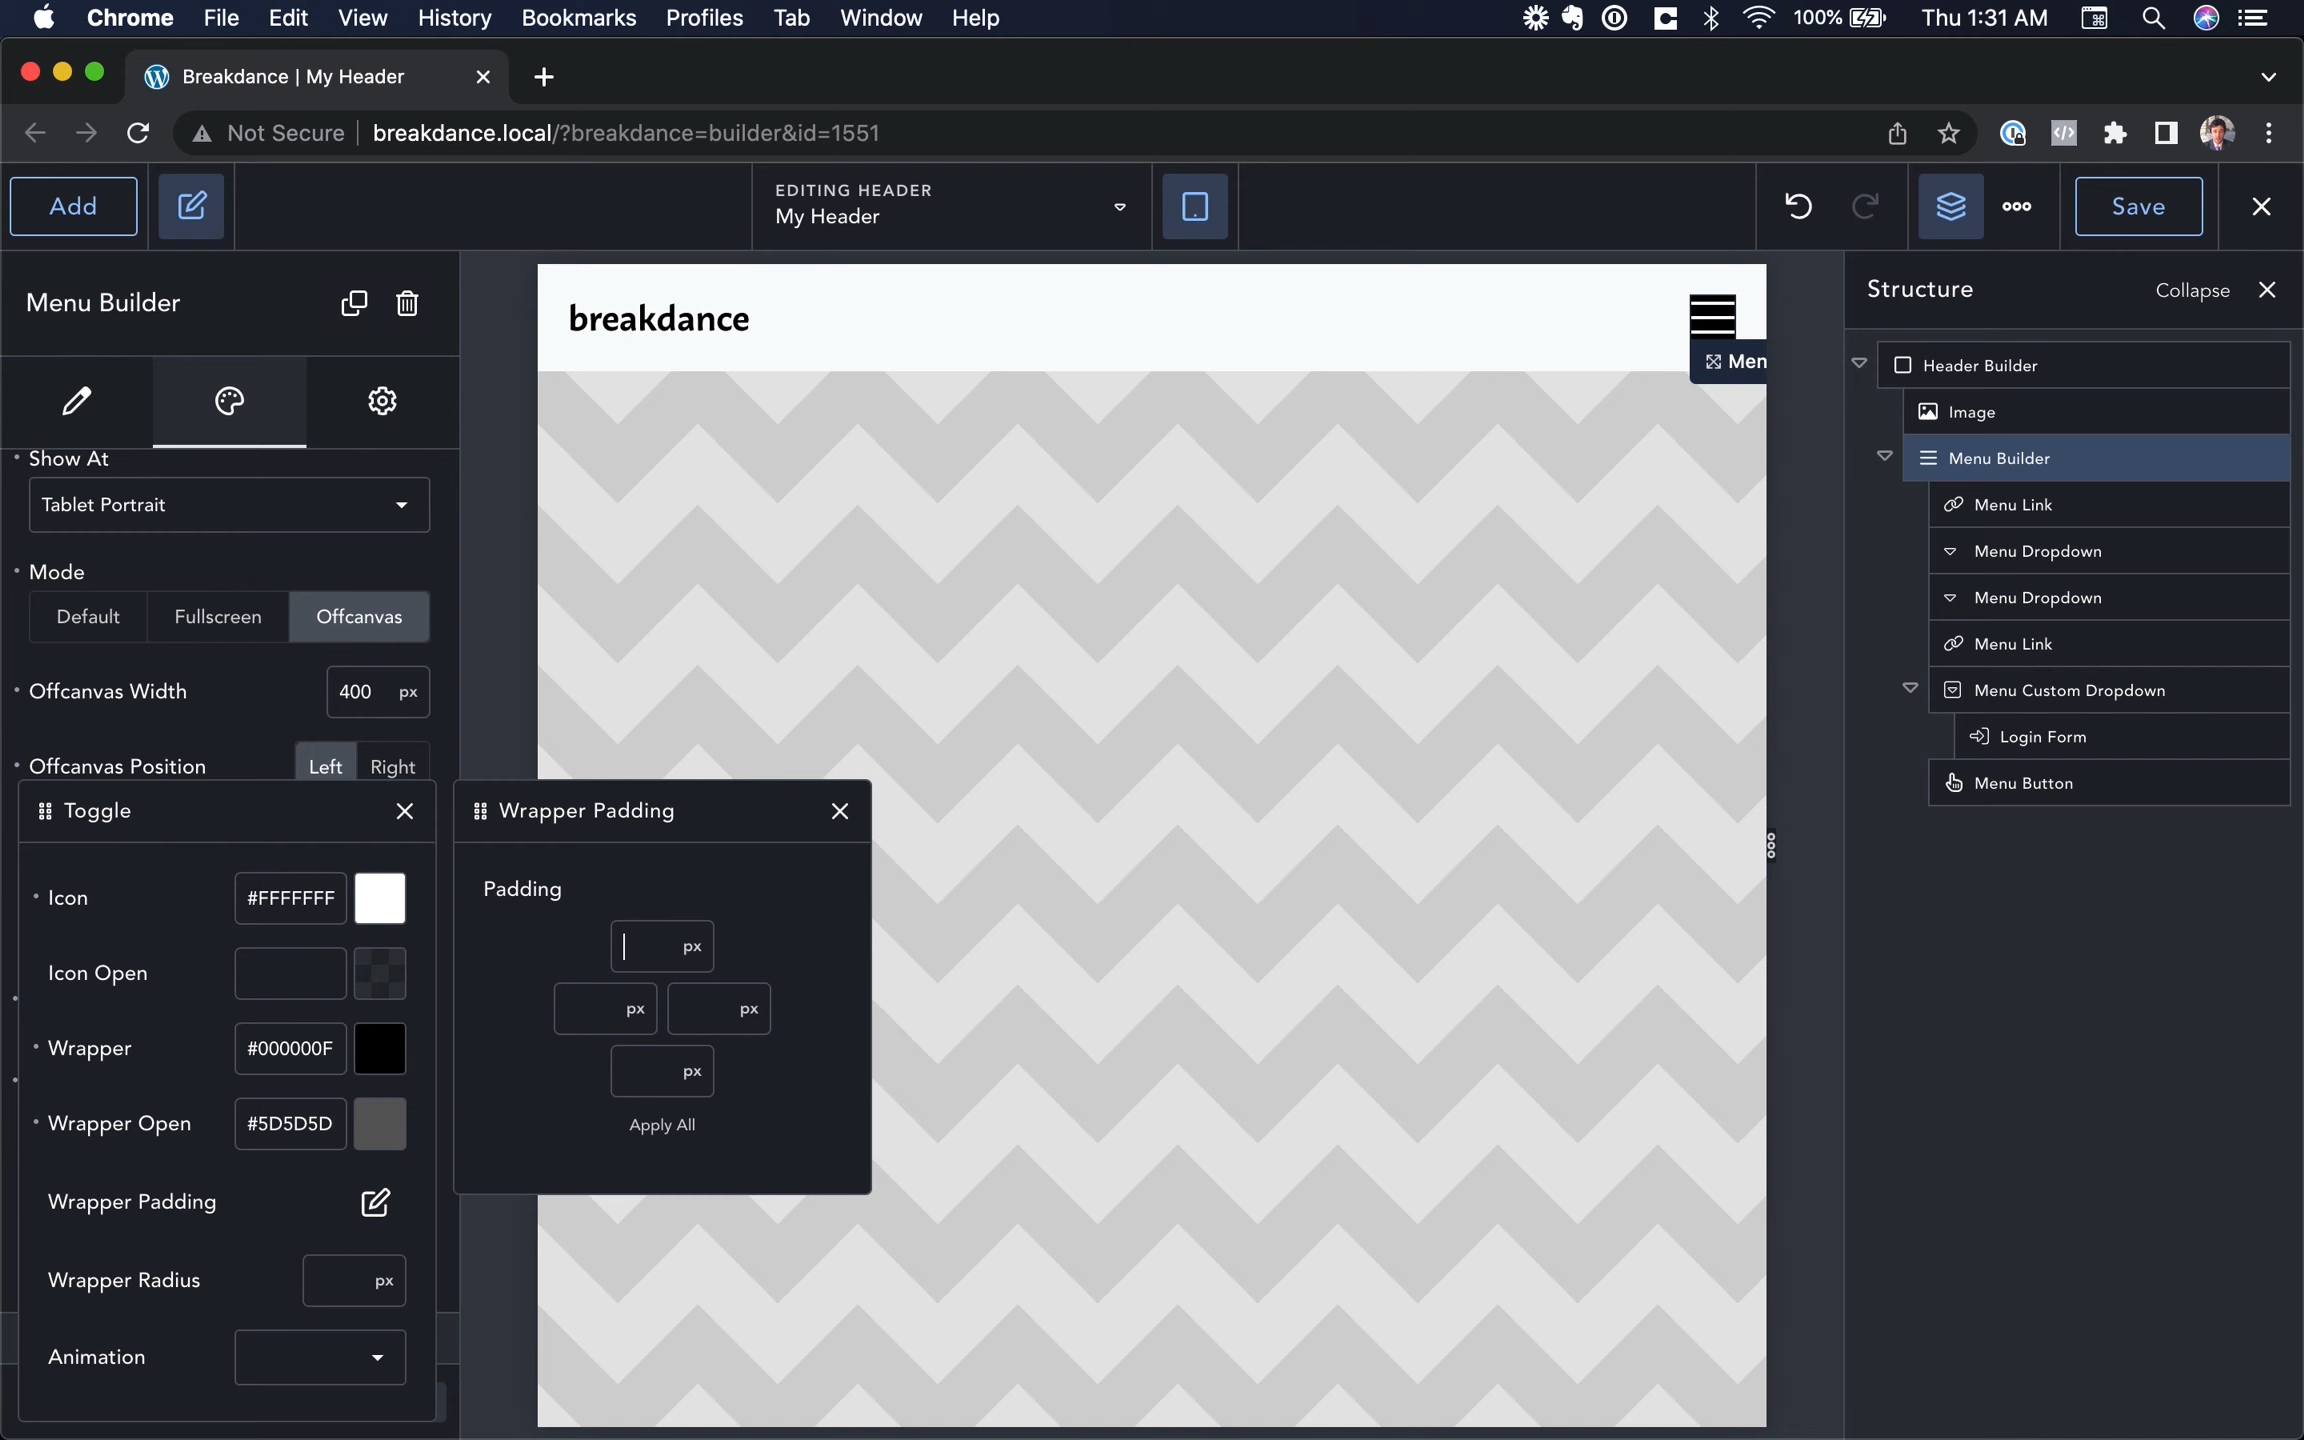 Chrome File Edit View History Bookmarks Profiles Tab Window Help
100% Thu 1:31 AM
Breakdance | My Header
Not Secure breakdance.local/?breakdance=builder&id=1551
Add
EDITING HEADER
My Header
Save
Menu Builder
Show At
Tablet Portrait
Mode
Default Fullscreen Offcanvas
Offcanvas Width 400 px
Offcanvas Position Left Right
Toggle
Icon #FFFFFFF
Icon Open
Wrapper #000000F
Wrapper Open #5D5D5D
Wrapper Padding
Wrapper Radius px
Animation
Wrapper Padding
Padding
px
px px
px
Apply All
breakdance
Men
Structure Collapse
Header Builder
Image
Menu Builder
Menu Link
Menu Dropdown
Menu Dropdown
Menu Link
Menu Custom Dropdown
Login Form
Menu Button